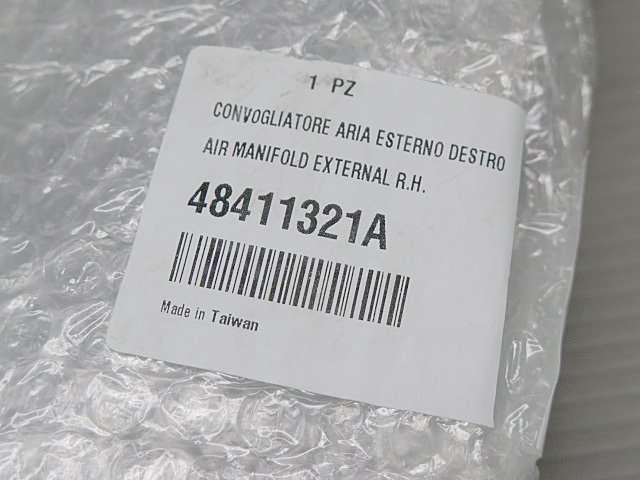 1 PZ
CONVOGLIATORE ARIA ESTERNO DESTRO
AIR MANIFOLD EXTERNAL R.H.
48411321A
Made in Taiwan